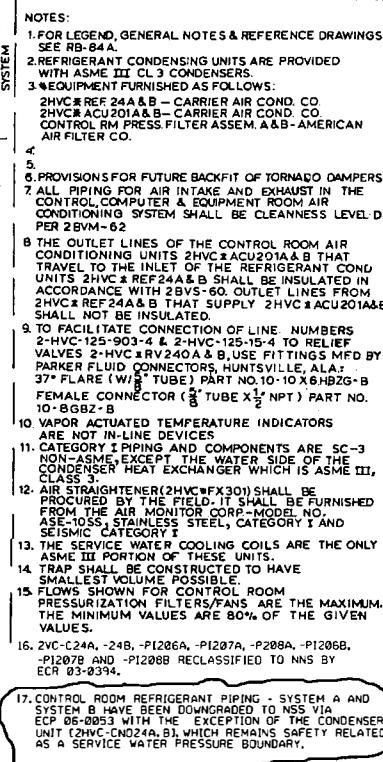 NOTES:
1. FOR LEGEND, GENERAL NOTES & REFERENCE DRAWINGS
SEE RB-84A.
2. REFRIGERANT CONDENSING UNITS ARE PROVIDED
WITH ASME III CL 3 CONDENSERS.
3. *EQUIPMENT FURNISHED AS FOLLOWS:
2HVC*REF 24A & B – CARRIER AIR COND. CO.
2HVC*ACU201A & B – CARRIER AIR COND. CO.
CONTROL RM PRESS. FILTER ASSEM. A&B - AMERICAN
AIR FILTER CO.
4.
5.
6. PROVISIONS FOR FUTURE BACKFIT OF TORNADO DAMPERS
7. ALL PIPING FOR AIR INTAKE AND EXHAUST IN THE
CONTROL, COMPUTER & EQUIPMENT ROOM AIR
CONDITIONING SYSTEM SHALL BE CLEANNESS LEVEL D
PER 2BVM-62
8 THE OUTLET LINES OF THE CONTROL ROOM AIR
CONDITIONING UNITS 2HVC*ACU201A & B THAT
TRAVEL TO THE INLET OF THE REFRIGERANT COND
UNITS 2HVC*REF24A & B SHALL BE INSULATED IN
ACCORDANCE WITH 2BVS-60. OUTLET LINES FROM
2HVC*REF24A & B THAT SUPPLY 2HVC*ACU201A&B
SHALL NOT BE INSULATED.
9. TO FACILITATE CONNECTION OF LINE NUMBERS
2-HVC-125-903-4 & 2-HVC-125-15-4 TO RELIEF
VALVES 2-HVC*RV240A & B, USE FITTINGS MFD BY
PARKER FLUID CONNECTORS, HUNTSVILLE, ALA.:
37° FLARE (W/ 5/8" TUBE) PART NO. 10-10X6HBZG-B
FEMALE CONNECTOR (5/8" TUBE X 1/2" NPT) PART NO.
10-8GBZ-B
10. VAPOR ACTUATED TEMPERATURE INDICATORS
ARE NOT IN-LINE DEVICES
11. CATEGORY I PIPING AND COMPONENTS ARE SC-3
NON-ASME, EXCEPT THE WATER SIDE OF THE
CONDENSER HEAT EXCHANGER WHICH IS ASME III,
CLASS 3.
12. AIR STRAIGHTENER (2HVC*FX301) SHALL BE
PROCURED BY THE FIELD. IT SHALL BE FURNISHED
FROM THE AIR MONITOR CORP.-MODEL NO.
ASE-10SS, STAINLESS STEEL, CATEGORY I AND
SEISMIC CATEGORY I
13. THE SERVICE WATER COOLING COILS ARE THE ONLY
ASME III PORTION OF THESE UNITS.
14. TRAP SHALL BE CONSTRUCTED TO HAVE
SMALLEST VOLUME POSSIBLE.
15. FLOWS SHOWN FOR CONTROL ROOM
PRESSURIZATION FILTERS/FANS ARE THE MAXIMUM.
THE MINIMUM VALUES ARE 80% OF THE GIVEN
VALUES.
16. 2VC-C24A, -24B, -PI206A, -PI207A, -P208A, -PI206B,
-PI207B AND -PI208B RECLASSIFIED TO NNS BY
ECR 03-0394.
17. CONTROL ROOM REFRIGERANT PIPING - SYSTEM A AND
SYSTEM B HAVE BEEN DOWNGRADED TO NSS VIA
ECP 06-0053 WITH THE EXCEPTION OF THE CONDENSER
UNIT [2HVC-CND24A, B], WHICH REMAINS SAFETY RELATED
AS A SERVICE WATER PRESSURE BOUNDARY.
SYSTEM